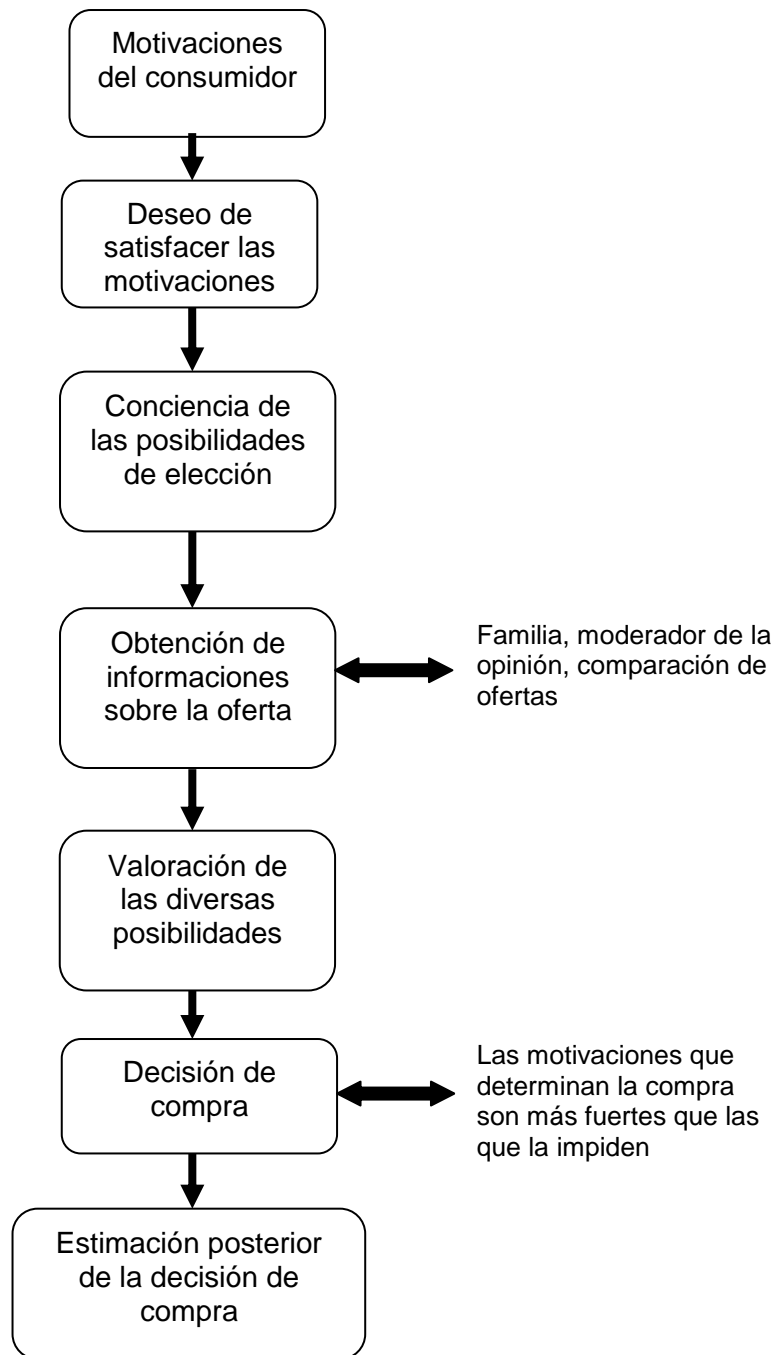 Motivaciones
del consumidor
Deseo de
satisfacer las
motivaciones
Conciencia de
las posibilidades
de elección
Obtención de
informaciones
sobre la oferta
Familia, moderador de la
opinión, comparación de
ofertas
Valoración de
las diversas
posibilidades
Decisión de
compra
Las motivaciones que
determinan la compra
son más fuertes que las
que la impiden
Estimación posterior
de la decisión de
compra